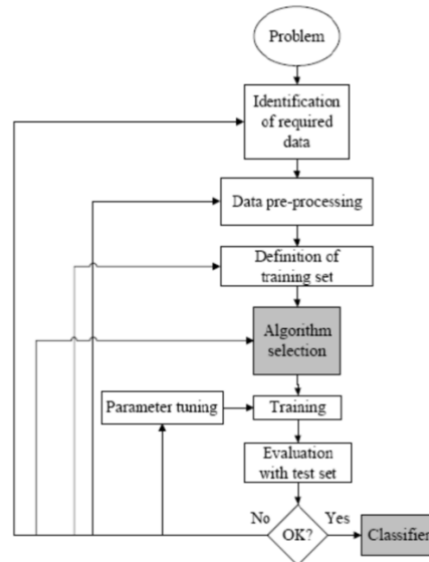 Problem
Identification
of required
data
Data pre-processing
Definition of
training set
Algorithm
selection
Parameter tuning
Training
Evaluation
with test set
No
OK?
Yes
Classifier